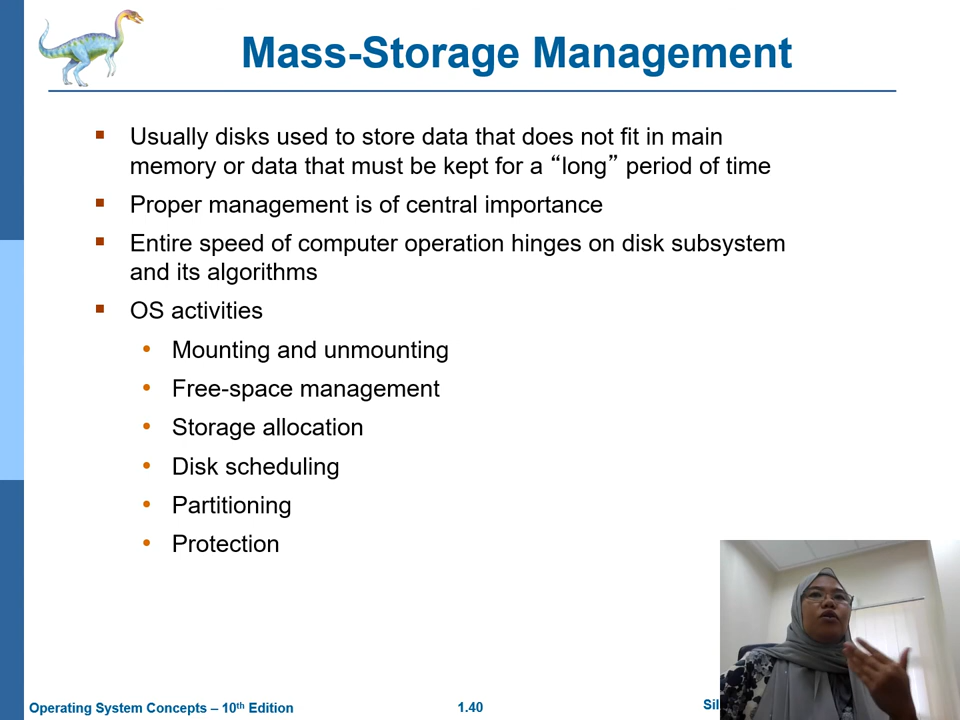 Mass-Storage Management
Usually disks used to store data that does not fit in main
memory or data that must be kept for a “long” period of time
Proper management is of central importance
Entire speed of computer operation hinges on disk subsystem
and its algorithms
OS activities
Mounting and unmounting
Free-space management
Storage allocation
Disk scheduling
Partitioning
Protection
Operating System Concepts – 10th Edition
1.40